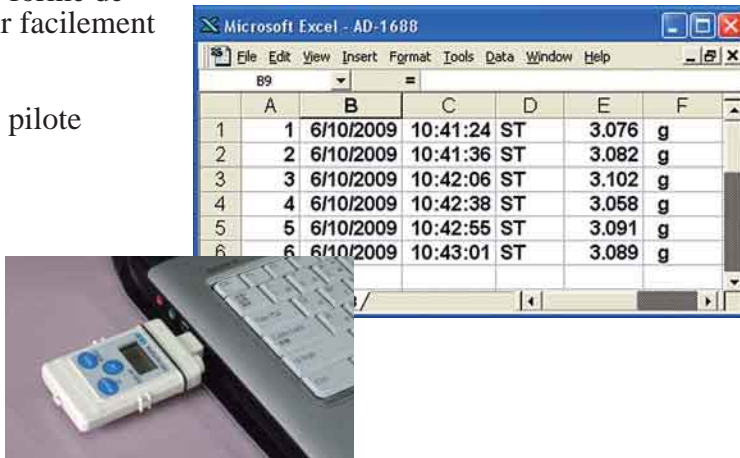 forme de
r facilement
pilote
Microsoft Excel - AD-1688
File Edit View Insert Format Tools Data Window Help
B9 =
A B C D E F
1 1 6/10/2009 10:41:24 ST 3.076 g
2 2 6/10/2009 10:41:36 ST 3.082 g
3 3 6/10/2009 10:42:06 ST 3.102 g
4 4 6/10/2009 10:42:38 ST 3.058 g
5 5 6/10/2009 10:42:55 ST 3.091 g
6 6 6/10/2009 10:43:01 ST 3.089 g